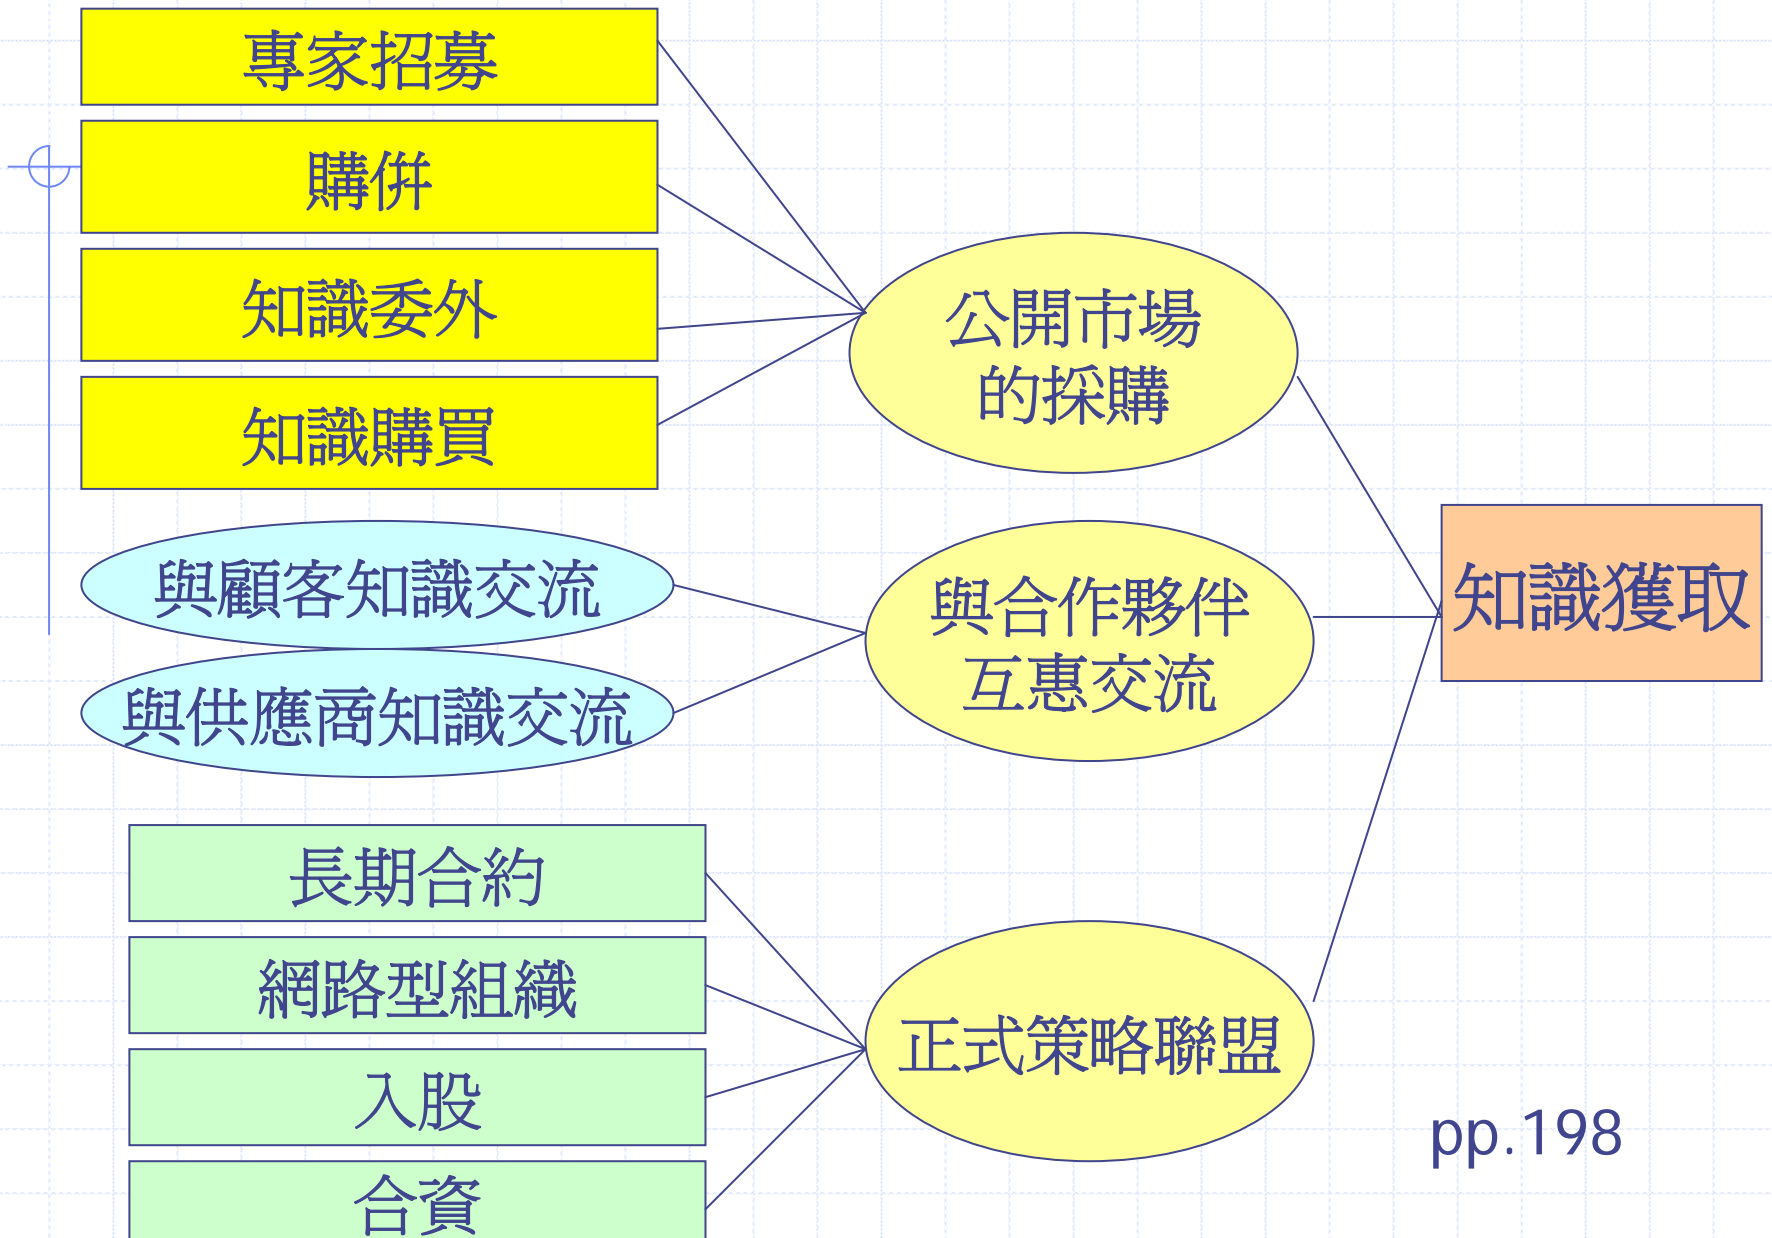 專家招募
購併
知識委外
知識購買
公開市場
的採購
與顧客知識交流
與供應商知識交流
與合作夥伴
互惠交流
知識獲取
長期合約
網路型組織
入股
合資
正式策略聯盟
pp.198